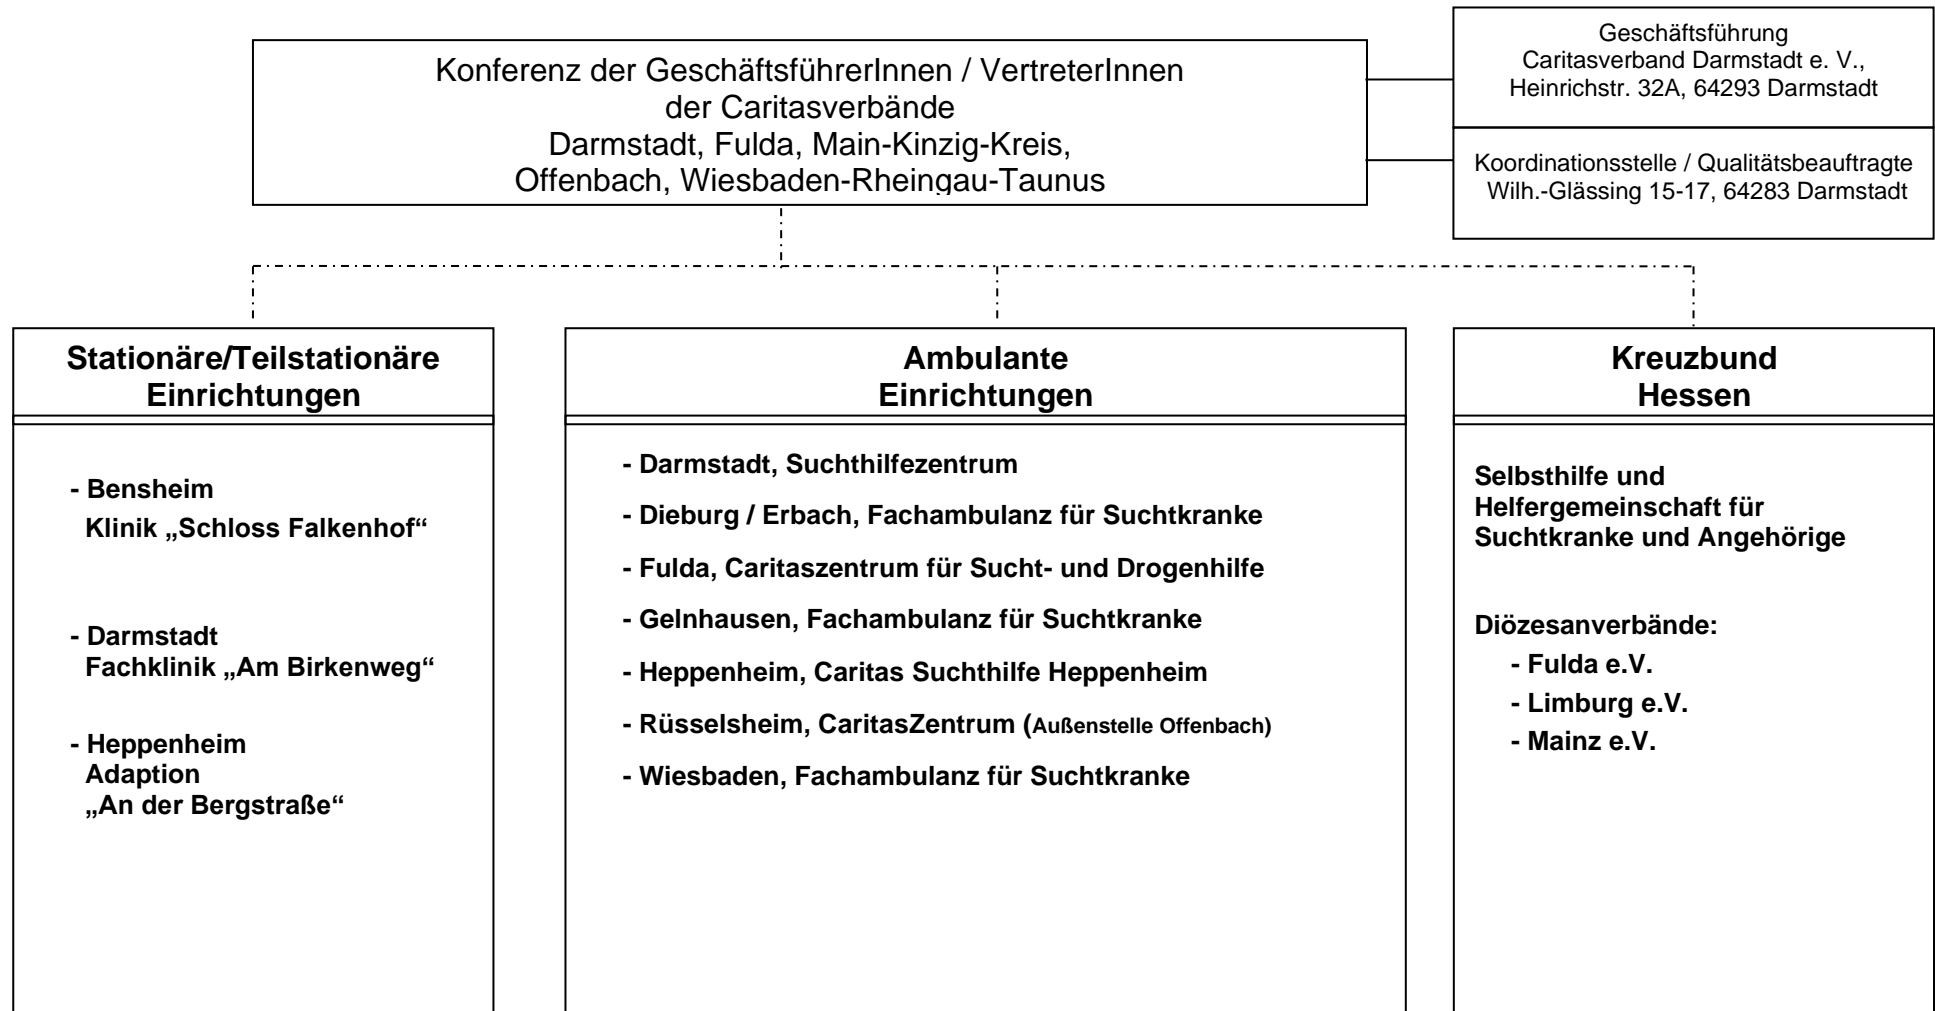 Konferenz der GeschäftsführerInnen / VertreterInnen
der Caritasverbände
Darmstadt, Fulda, Main-Kinzig-Kreis,
Offenbach, Wiesbaden-Rheingau-Taunus
Geschäftsführung
Caritasverband Darmstadt e. V.,
Heinrichstr. 32A, 64293 Darmstadt
Koordinationsstelle / Qualitätsbeauftragte
Wilh.-Glässing 15-17, 64283 Darmstadt
Stationäre/Teilstationäre
Einrichtungen
- Bensheim
Klinik „Schloss Falkenhof“
- Darmstadt
Fachklinik „Am Birkenweg“
- Heppenheim
Adaption
„An der Bergstraße“
Ambulante
Einrichtungen
- Darmstadt, Suchthilfezentrum
- Dieburg / Erbach, Fachambulanz für Suchtkranke
- Fulda, Caritaszentrum für Sucht- und Drogenhilfe
- Gelnhausen, Fachambulanz für Suchtkranke
- Heppenheim, Caritas Suchthilfe Heppenheim
- Rüsselsheim, CaritasZentrum (Außenstelle Offenbach)
- Wiesbaden, Fachambulanz für Suchtkranke
Kreuzbund
Hessen
Selbsthilfe und
Helfergemeinschaft für
Suchtkranke und Angehörige
Diözesanverbände:
- Fulda e.V.
- Limburg e.V.
- Mainz e.V.